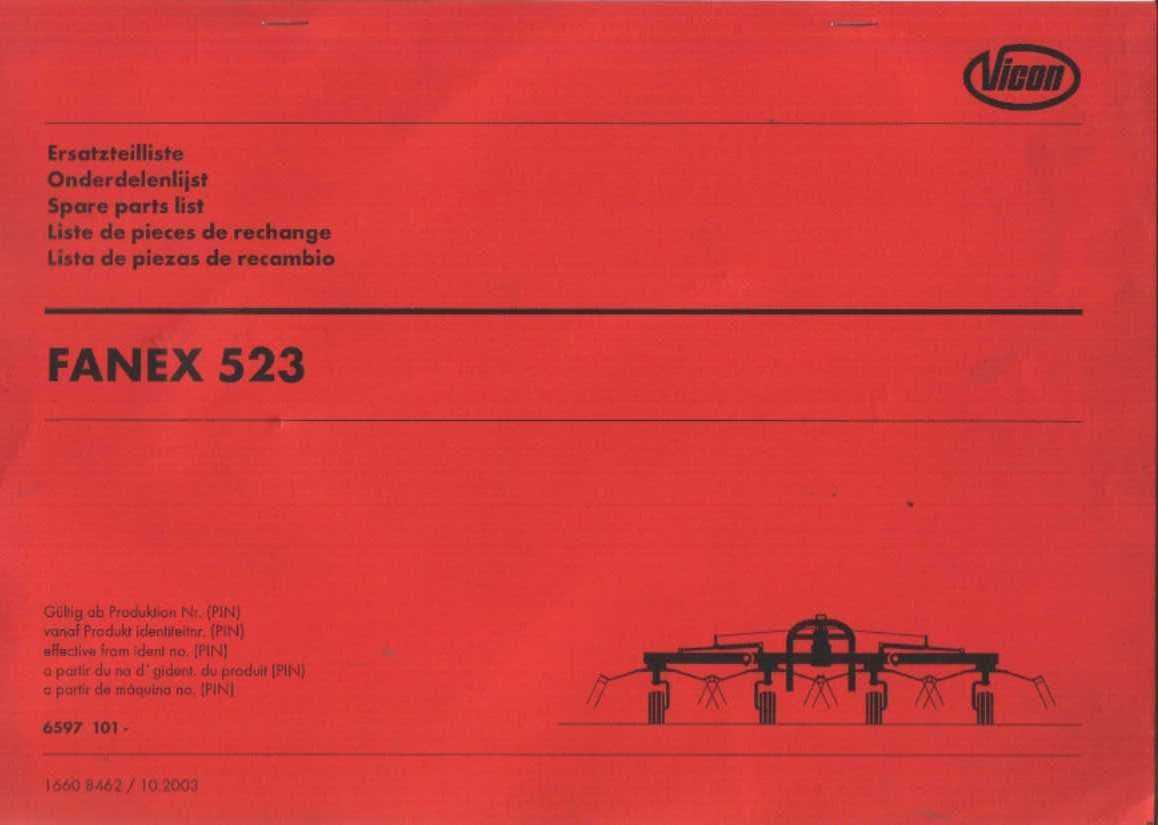 Vicon
Ersatzteilliste
Onderdelenlijst
Spare parts list
Liste de pieces de rechange
Lista de piezas de recambio
FANEX 523
Gültig ab Produktion Nr. (PIN)
vanaf Produkt identiteitnr. (PIN)
effective from ident no. (PIN)
a partir du no d´gident. du produit (PIN)
a partir de máquina no. (PIN)
6597 101-
1660 8462 / 10.2003